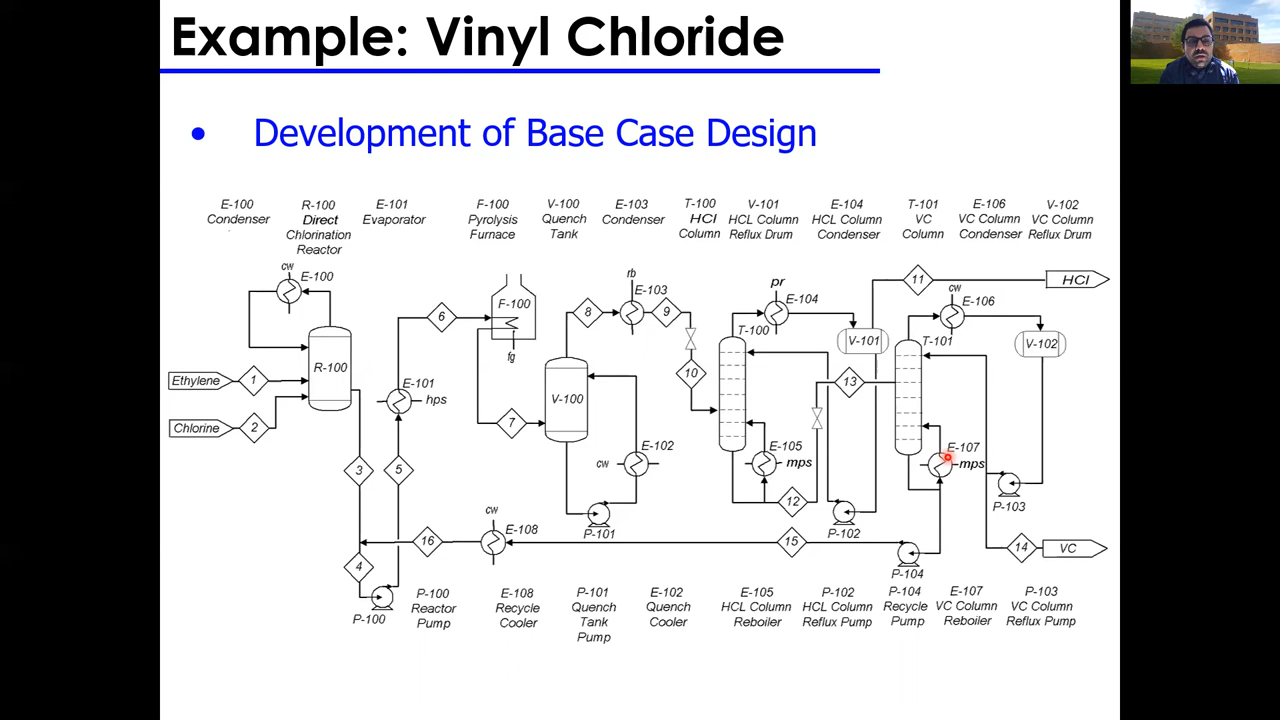 Example: Vinyl Chloride
• Development of Base Case Design
E-100
Condenser
R-100
Direct
Chlorination
Reactor
E-101
Evaporator
F-100
Pyrolysis
Furnace
V-100
Quench
Tank
E-103
Condenser
T-100
HCl
Column
V-101
HCL Column
Reflux Drum
E-104
HCL Column
Condenser
T-101
VC
Column
E-106
VC Column
Condenser
V-102
VC Column
Reflux Drum
cw
E-100
R-100
Ethylene
1
Chlorine
2
3
4
P-100
5
E-101
hps
6
F-100
fg
7
V-100
8
rb
E-103
9
10
E-102
cw
P-101
T-100
pr
E-104
V-101
E-105
mps
12
P-102
13
11
HCl
cw
E-106
T-101
V-102
E-107
mps
P-103
14
VC
P-104
15
cw
E-108
16
P-100
Reactor
Pump
E-108
Recycle
Cooler
P-101
Quench
Tank
Pump
E-102
Quench
Cooler
E-105
HCL Column
Reboiler
P-102
HCL Column
Reflux Pump
P-104
Recycle
Pump
E-107
VC Column
Reboiler
P-103
VC Column
Reflux Pump